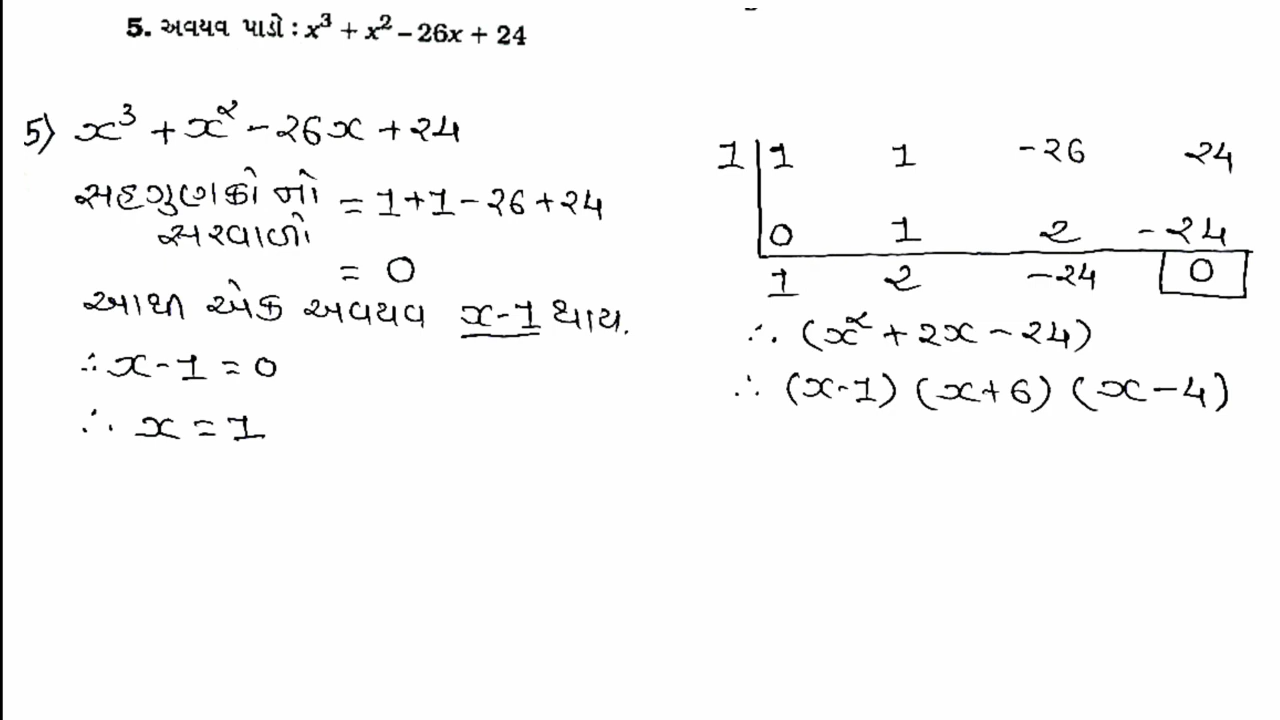 5. અવયવ પાડો : x³ + x² – 26x + 24
5) x³ + x² - 26x + 24
સહગુણકો નો = 1+1-26+24
સરવાળો
= 0
આથી એક અવયવ x-1 થાય.
∴ x - 1 = 0
∴ x = 1
1 | 1 1 -26 24
0 1 2 -24
1 2 -24 0
∴ (x² + 2x - 24)
∴ (x-1) (x+6) (x-4)